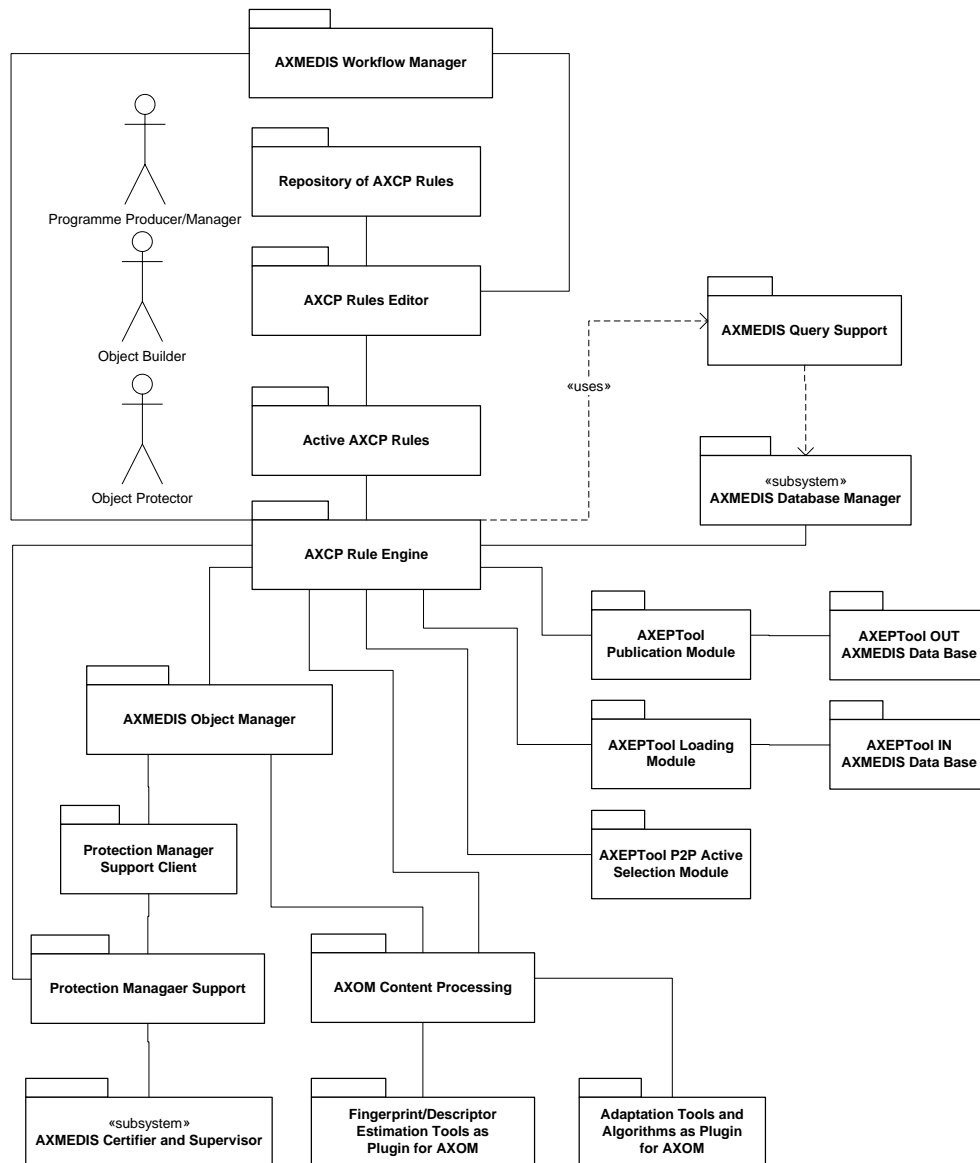 AXMEDIS Workflow Manager
Programme Producer/Manager
Repository of AXCP Rules
Object Builder
AXCP Rules Editor
AXMEDIS Query Support
«uses»
Object Protector
Active AXCP Rules
«subsystem»
AXMEDIS Database Manager
AXCP Rule Engine
AXEPTool
Publication Module
AXEPTool OUT
AXMEDIS Data Base
AXMEDIS Object Manager
AXEPTool Loading
Module
AXEPTool IN
AXMEDIS Data Base
Protection Manager
Support Client
AXEPTool P2P Active
Selection Module
Protection Managaer Support
AXOM Content Processing
«subsystem»
AXMEDIS Certifier and Supervisor
Fingerprint/Descriptor
Estimation Tools as
Plugin for AXOM
Adaptation Tools and
Algorithms as Plugin
for AXOM